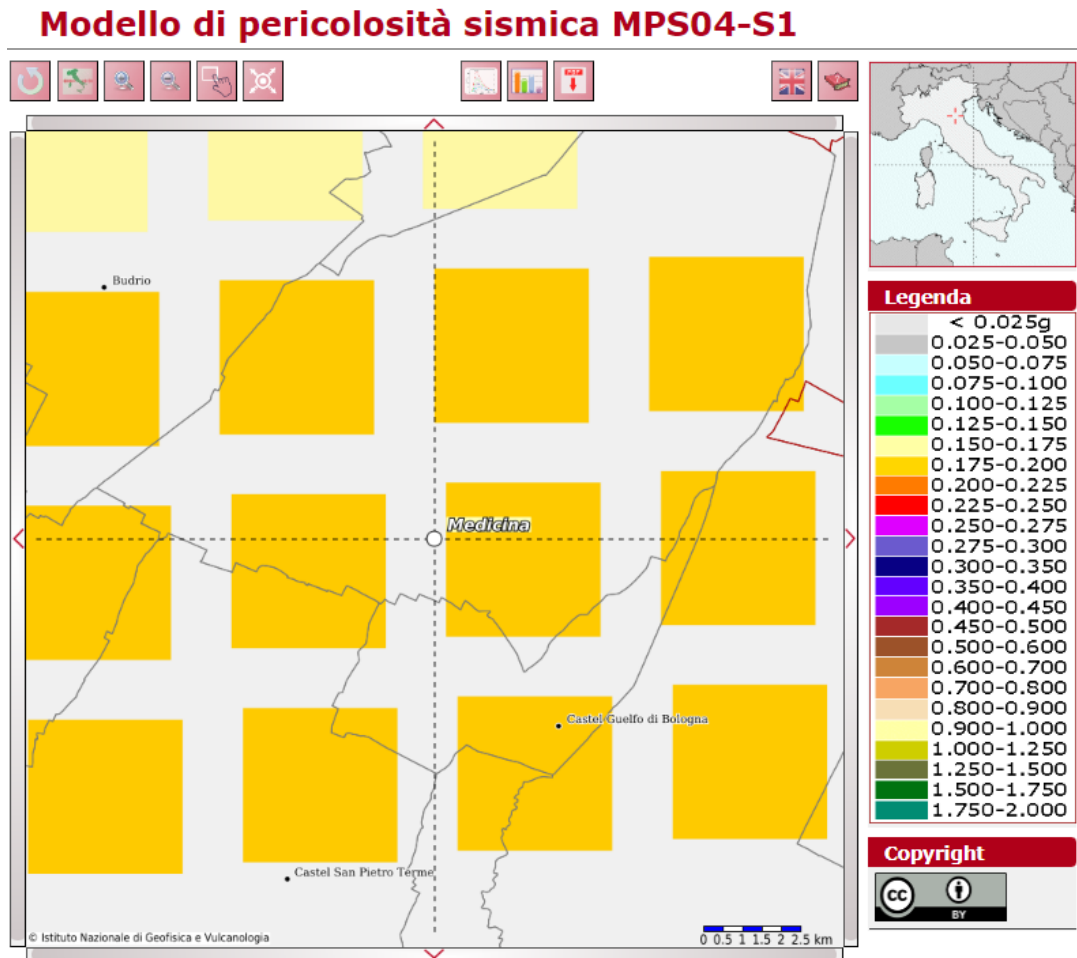 Modello di pericolosità sismica MPS04-S1
PDF
Budrio
Medicina
Castel Guelfo di Bologna
Castel San Pietro Terme
© Istituto Nazionale di Geofisica e Vulcanologia
0 0.5 1 1.5 2 2.5 km
Legenda
< 0.025g
0.025-0.050
0.050-0.075
0.075-0.100
0.100-0.125
0.125-0.150
0.150-0.175
0.175-0.200
0.200-0.225
0.225-0.250
0.250-0.275
0.275-0.300
0.300-0.350
0.350-0.400
0.400-0.450
0.450-0.500
0.500-0.600
0.600-0.700
0.700-0.800
0.800-0.900
0.900-1.000
1.000-1.250
1.250-1.500
1.500-1.750
1.750-2.000
Copyright
cc
BY